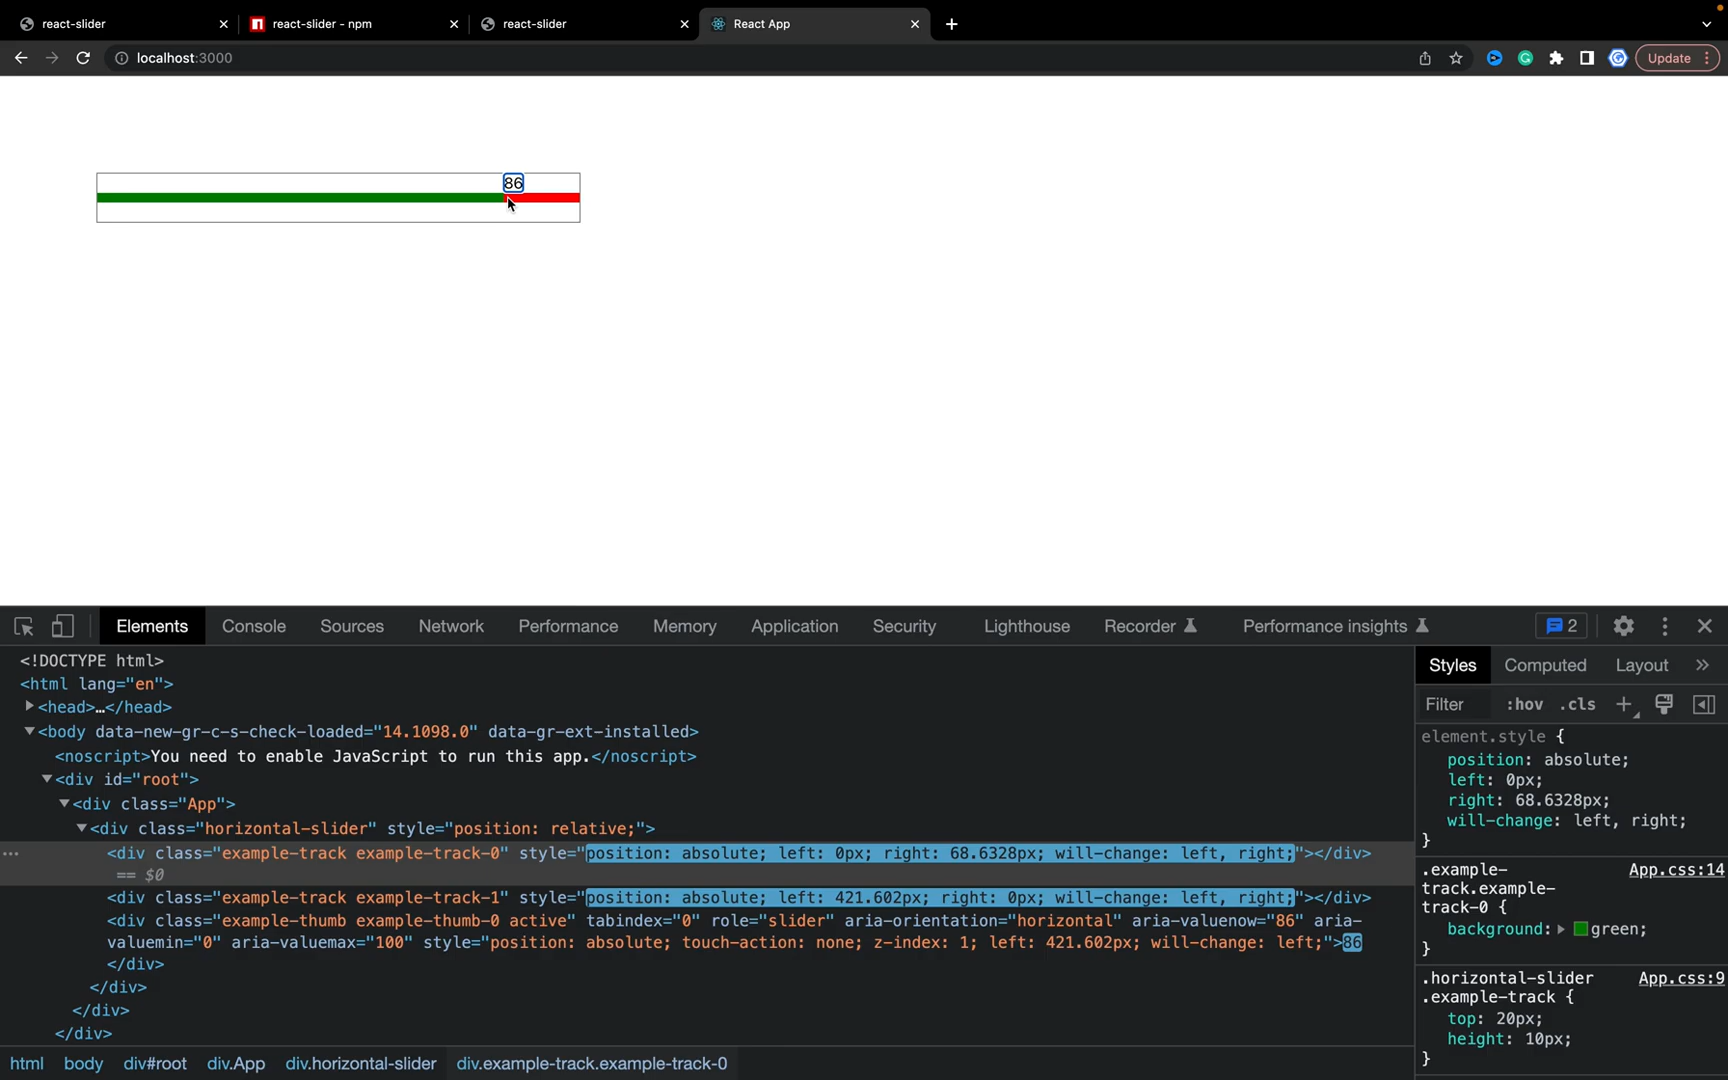 react-slider
react-slider - npm
react-slider
React App
localhost:3000
Update
86
Elements
Console
Sources
Network
Performance
Memory
Application
Security
Lighthouse
Recorder
Performance insights
2
<!DOCTYPE html>
<html lang="en">
<head>…</head>
<body data-new-gr-c-s-check-loaded="14.1098.0" data-gr-ext-installed>
<noscript>You need to enable JavaScript to run this app.</noscript>
<div id="root">
<div class="App">
<div class="horizontal-slider" style="position: relative;">
<div class="example-track example-track-0" style="position: absolute; left: 0px; right: 68.6328px; will-change: left, right;"></div>
== $0
<div class="example-track example-track-1" style="position: absolute; left: 421.602px; right: 0px; will-change: left, right;"></div>
<div class="example-thumb example-thumb-0 active" tabindex="0" role="slider" aria-orientation="horizontal" aria-valuenow="86" aria-
valuemin="0" aria-valuemax="100" style="position: absolute; touch-action: none; z-index: 1; left: 421.602px; will-change: left;">86
</div>
</div>
</div>
</div>
html body div#root div.App div.horizontal-slider div.example-track.example-track-0
Styles
Computed
Layout
Filter
:hov .cls
element.style {
position: absolute;
left: 0px;
right: 68.6328px;
will-change: left, right;
}
.example- App.css:14
track.example-
track-0 {
background: green;
}
.horizontal-slider App.css:9
.example-track {
top: 20px;
height: 10px;
}